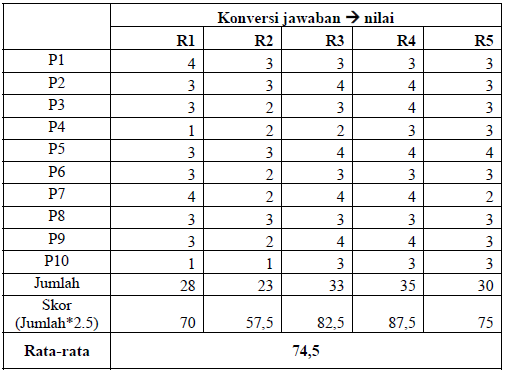 Konversi jawaban → nilai
R1 R2 R3 R4 R5
P1 4 3 3 3 3
P2 3 3 4 4 3
P3 3 2 3 4 3
P4 1 2 2 3 3
P5 3 3 4 4 4
P6 3 2 3 3 3
P7 4 2 4 4 2
P8 3 3 3 3 3
P9 3 2 4 4 3
P10 1 1 3 3 3
Jumlah 28 23 33 35 30
Skor
(Jumlah*2.5) 70 57,5 82,5 87,5 75
Rata-rata 74,5